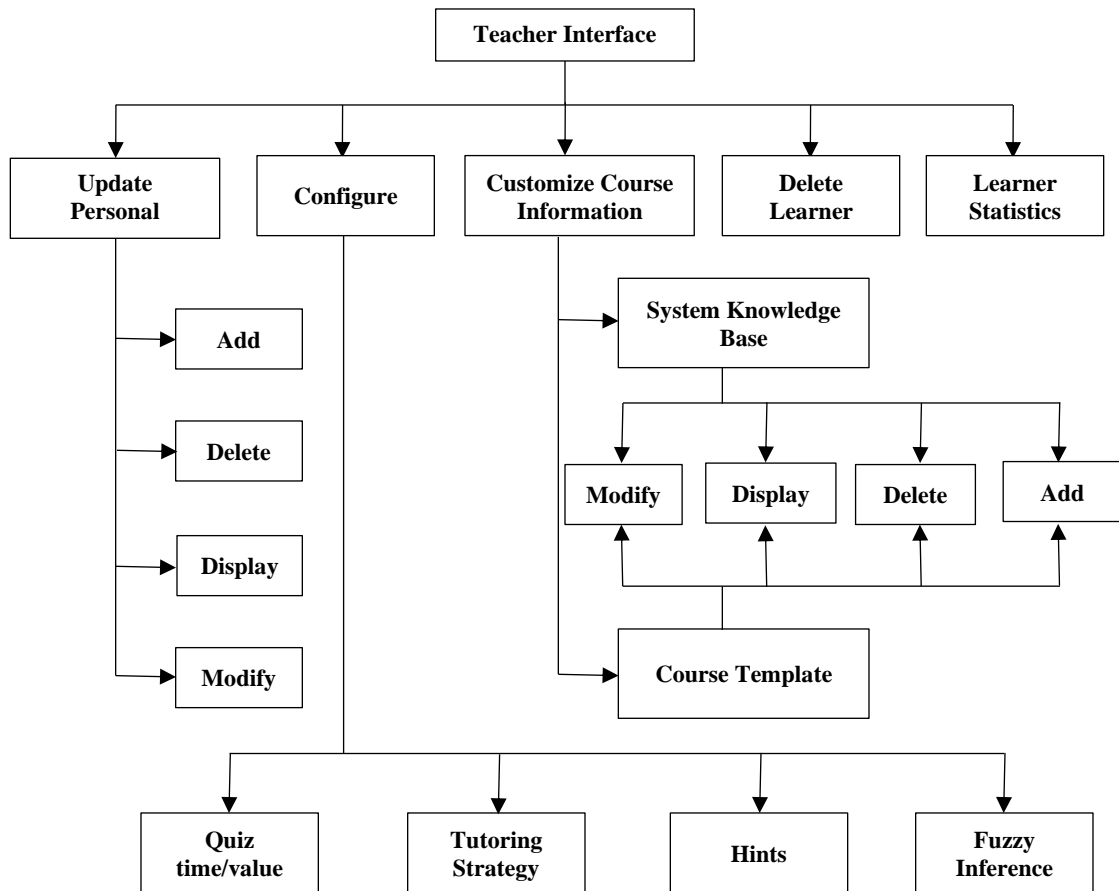 Teacher Interface
Update
Personal
Configure
Customize Course
Information
Delete
Learner
Learner
Statistics
System Knowledge
Base
Add
Delete
Display
Modify
Modify
Display
Delete
Add
Course Template
Quiz
time/value
Tutoring
Strategy
Hints
Fuzzy
Inference